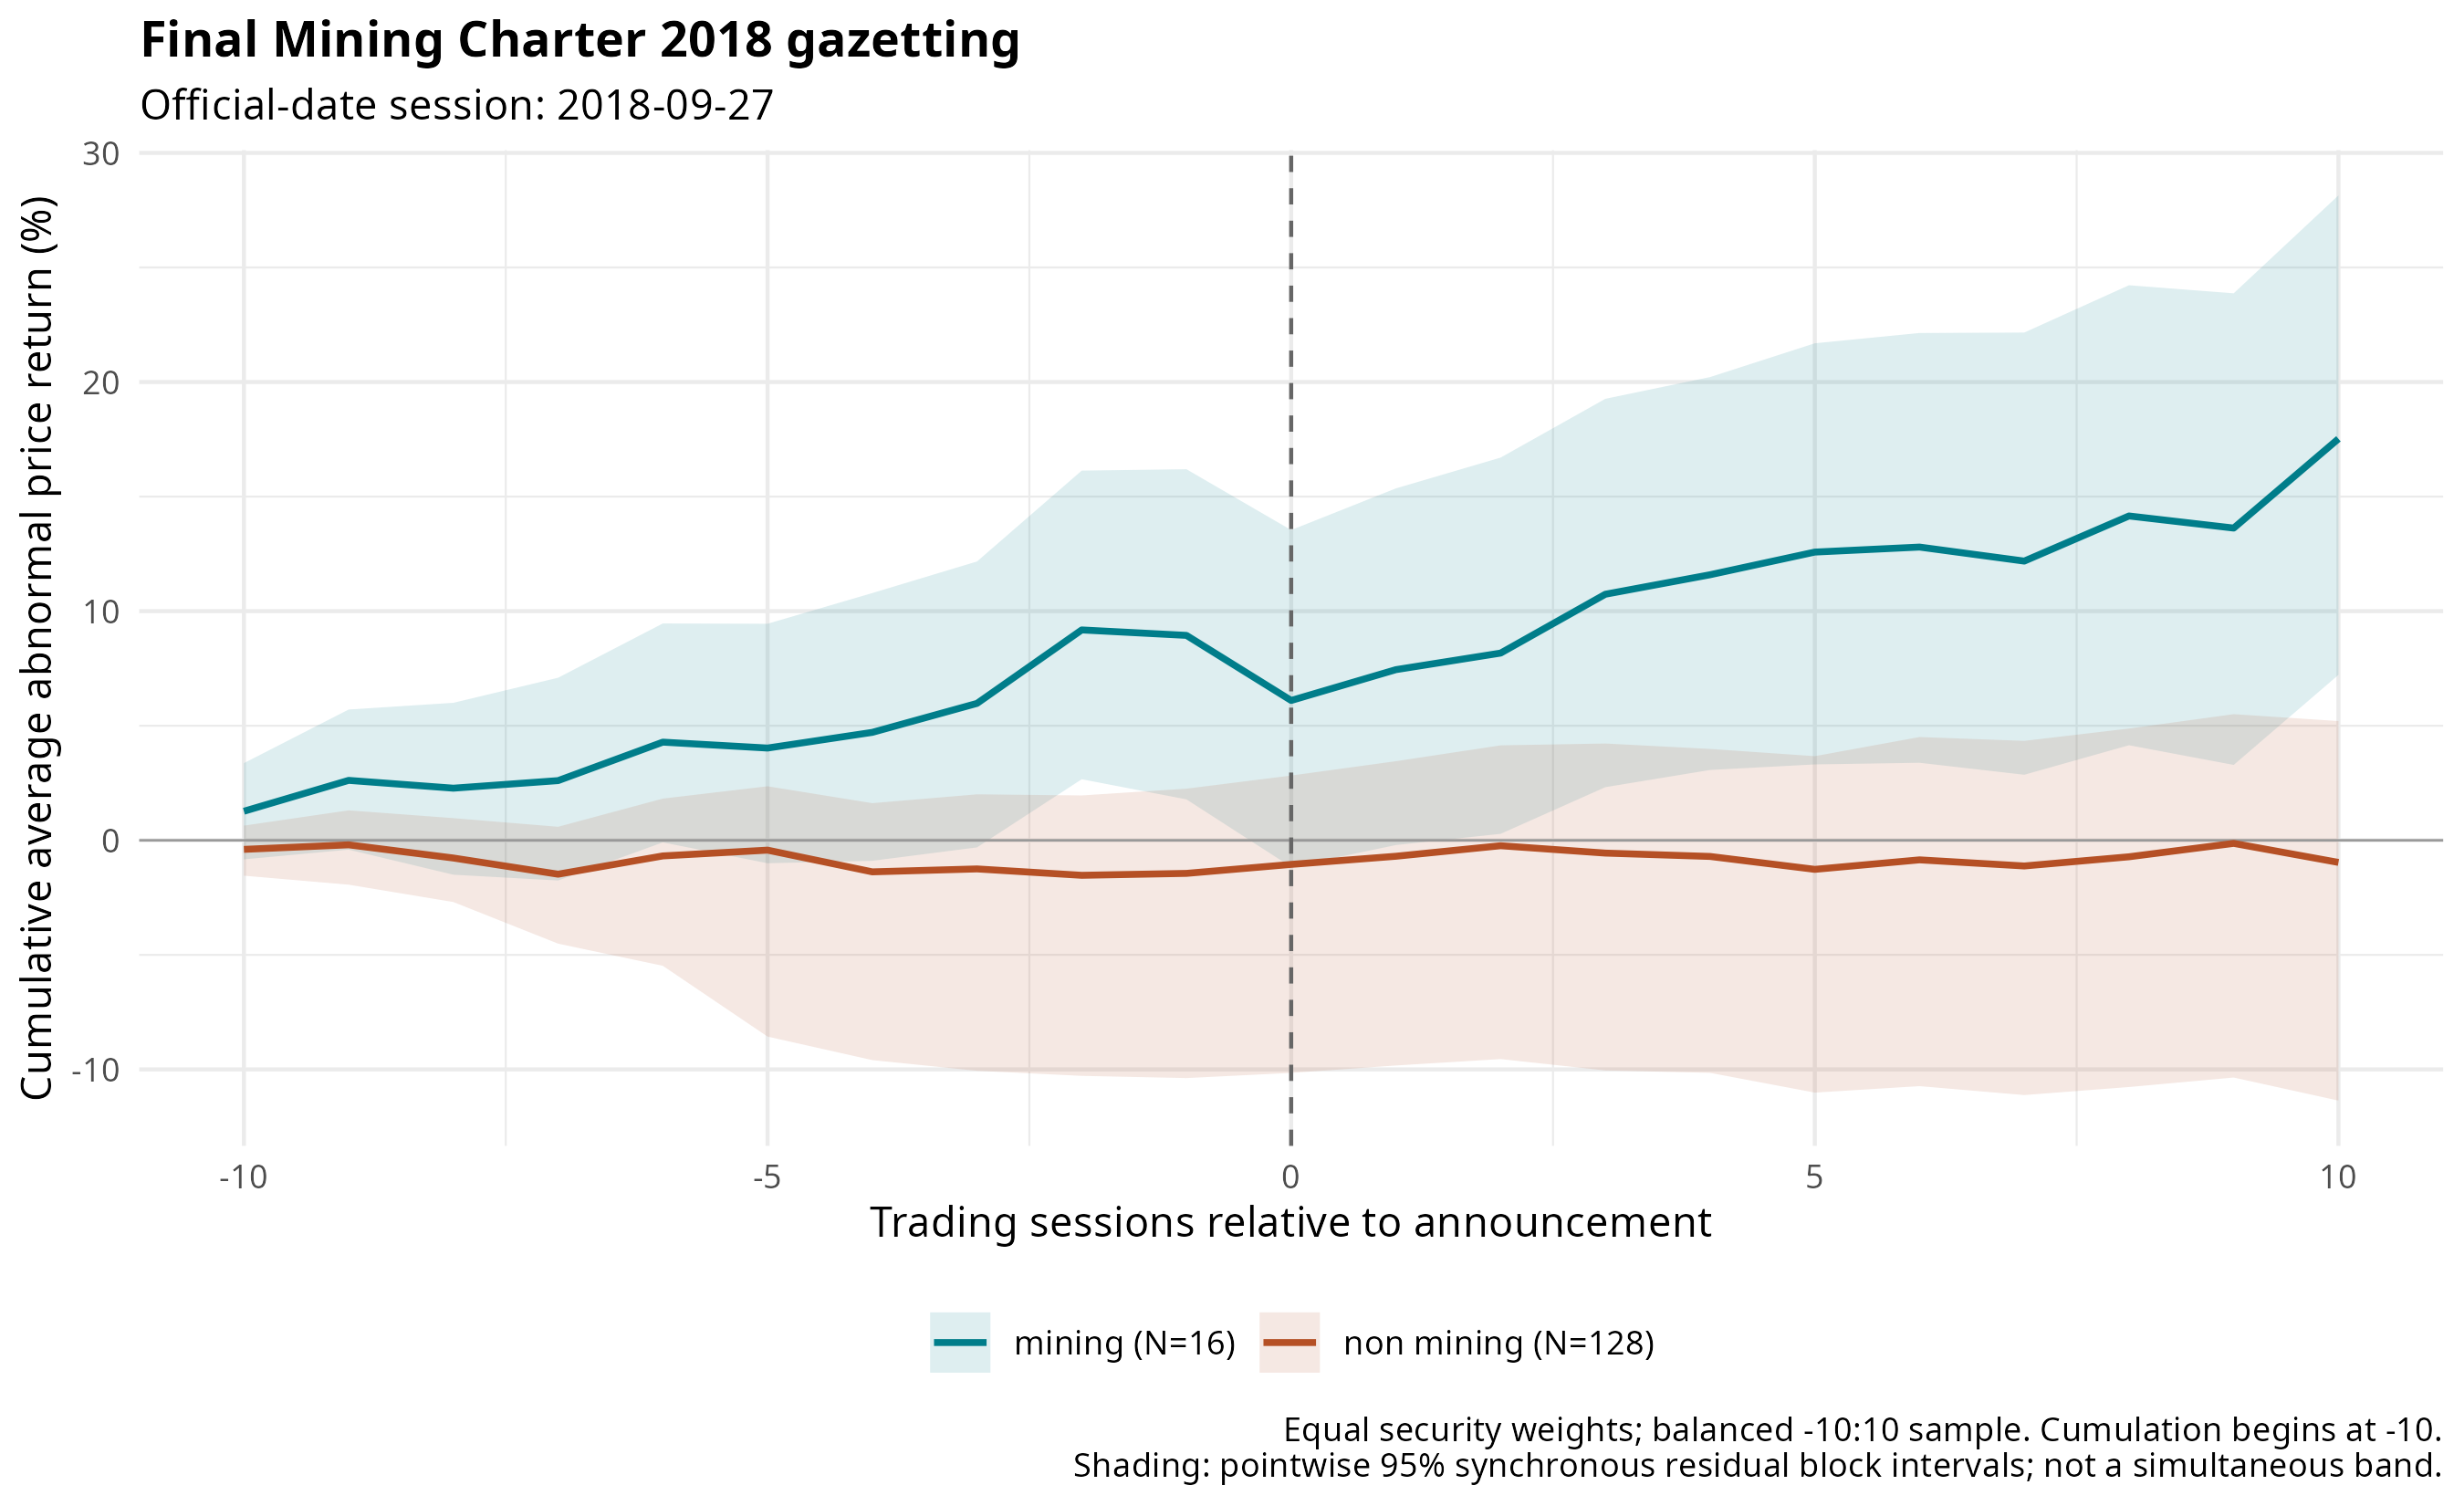 Final Mining Charter 2018 gazetting
Official-date session: 2018-09-27
Cumulative average abnormal price return (%)
30
20
10
0
-10
-10
-5
0
5
10
Trading sessions relative to announcement
mining (N=16)
non mining (N=128)
Equal security weights; balanced -10:10 sample. Cumulation begins at -10.
Shading: pointwise 95% synchronous residual block intervals; not a simultaneous band.